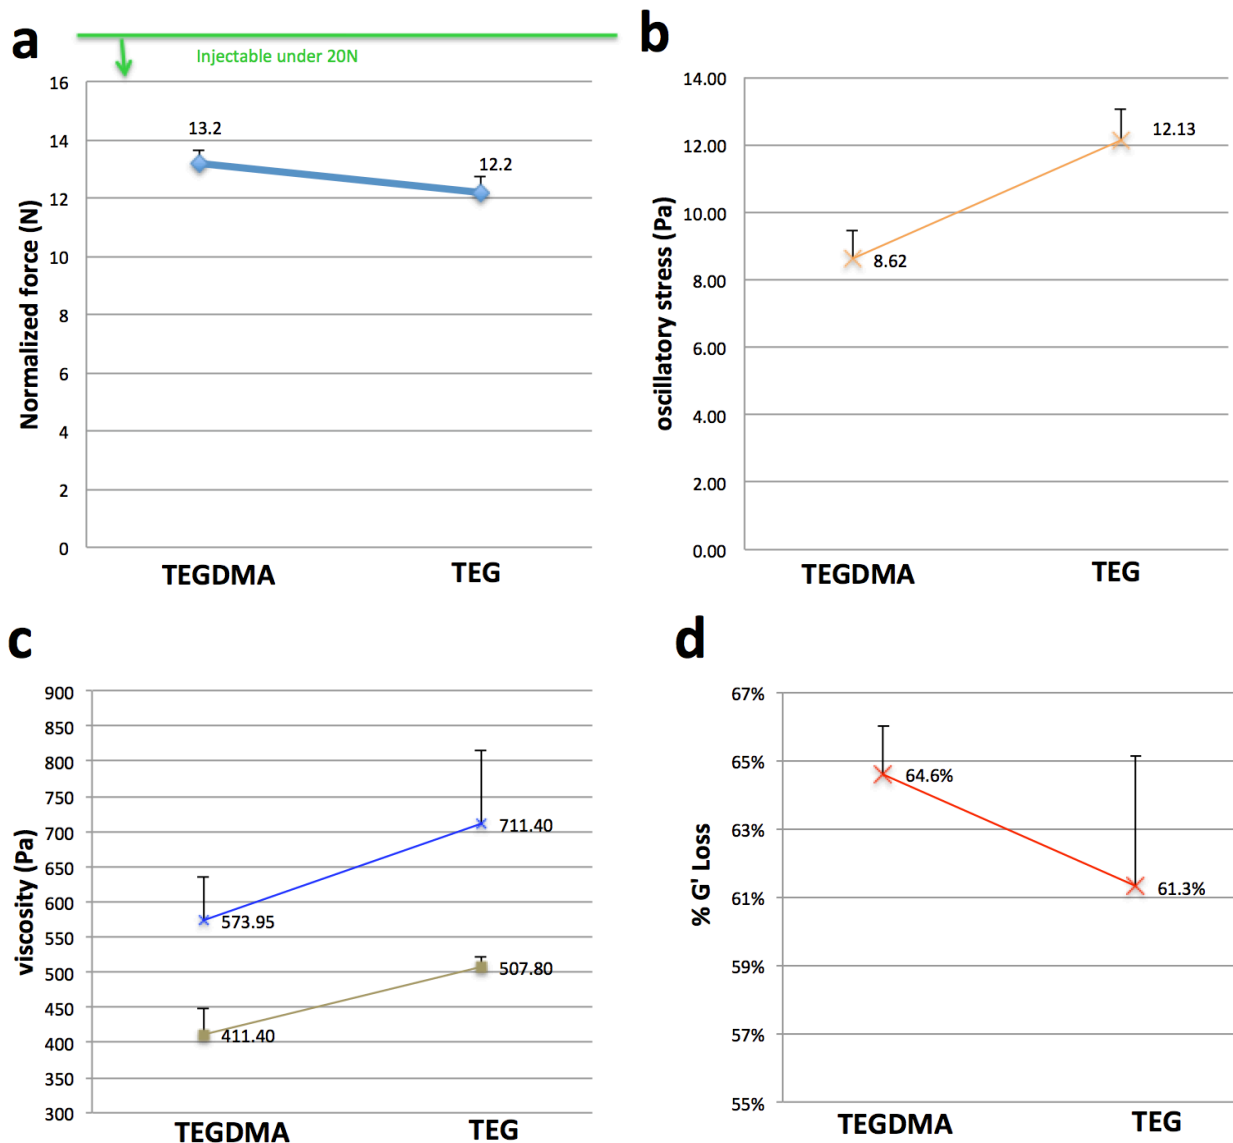 a
Injectable under 20N
16
14
12
10
8
6
4
2
0
Normalized force (N)
13.2
12.2
TEGDMA
TEG
b
14.00
12.00
10.00
8.00
6.00
4.00
2.00
0.00
oscillatory stress (Pa)
12.13
8.62
TEGDMA
TEG
c
900
850
800
750
700
650
600
550
500
450
400
350
300
viscosity (Pa)
711.40
573.95
507.80
411.40
TEGDMA
TEG
d
67%
65%
63%
61%
59%
57%
55%
% G' Loss
64.6%
61.3%
TEGDMA
TEG